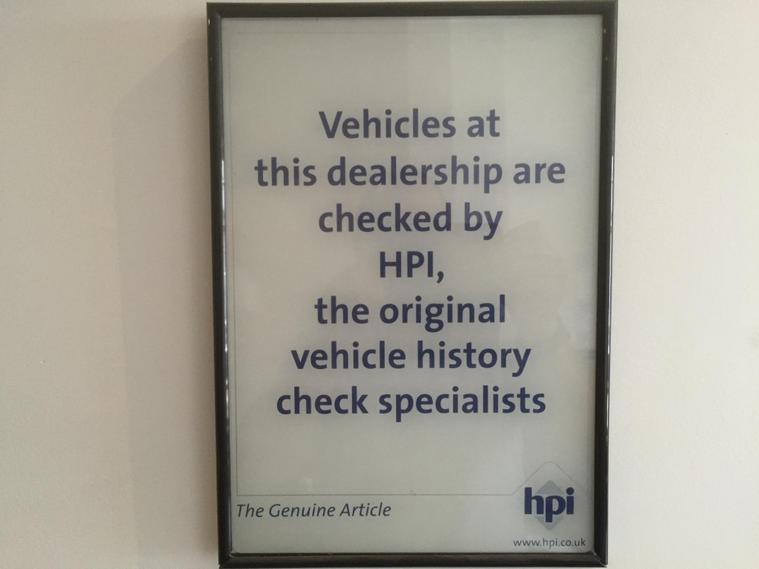 Vehicles at
this dealership are
checked by
HPI,
the original
vehicle history
check specialists
The Genuine Article
hpi
www.hpi.co.uk